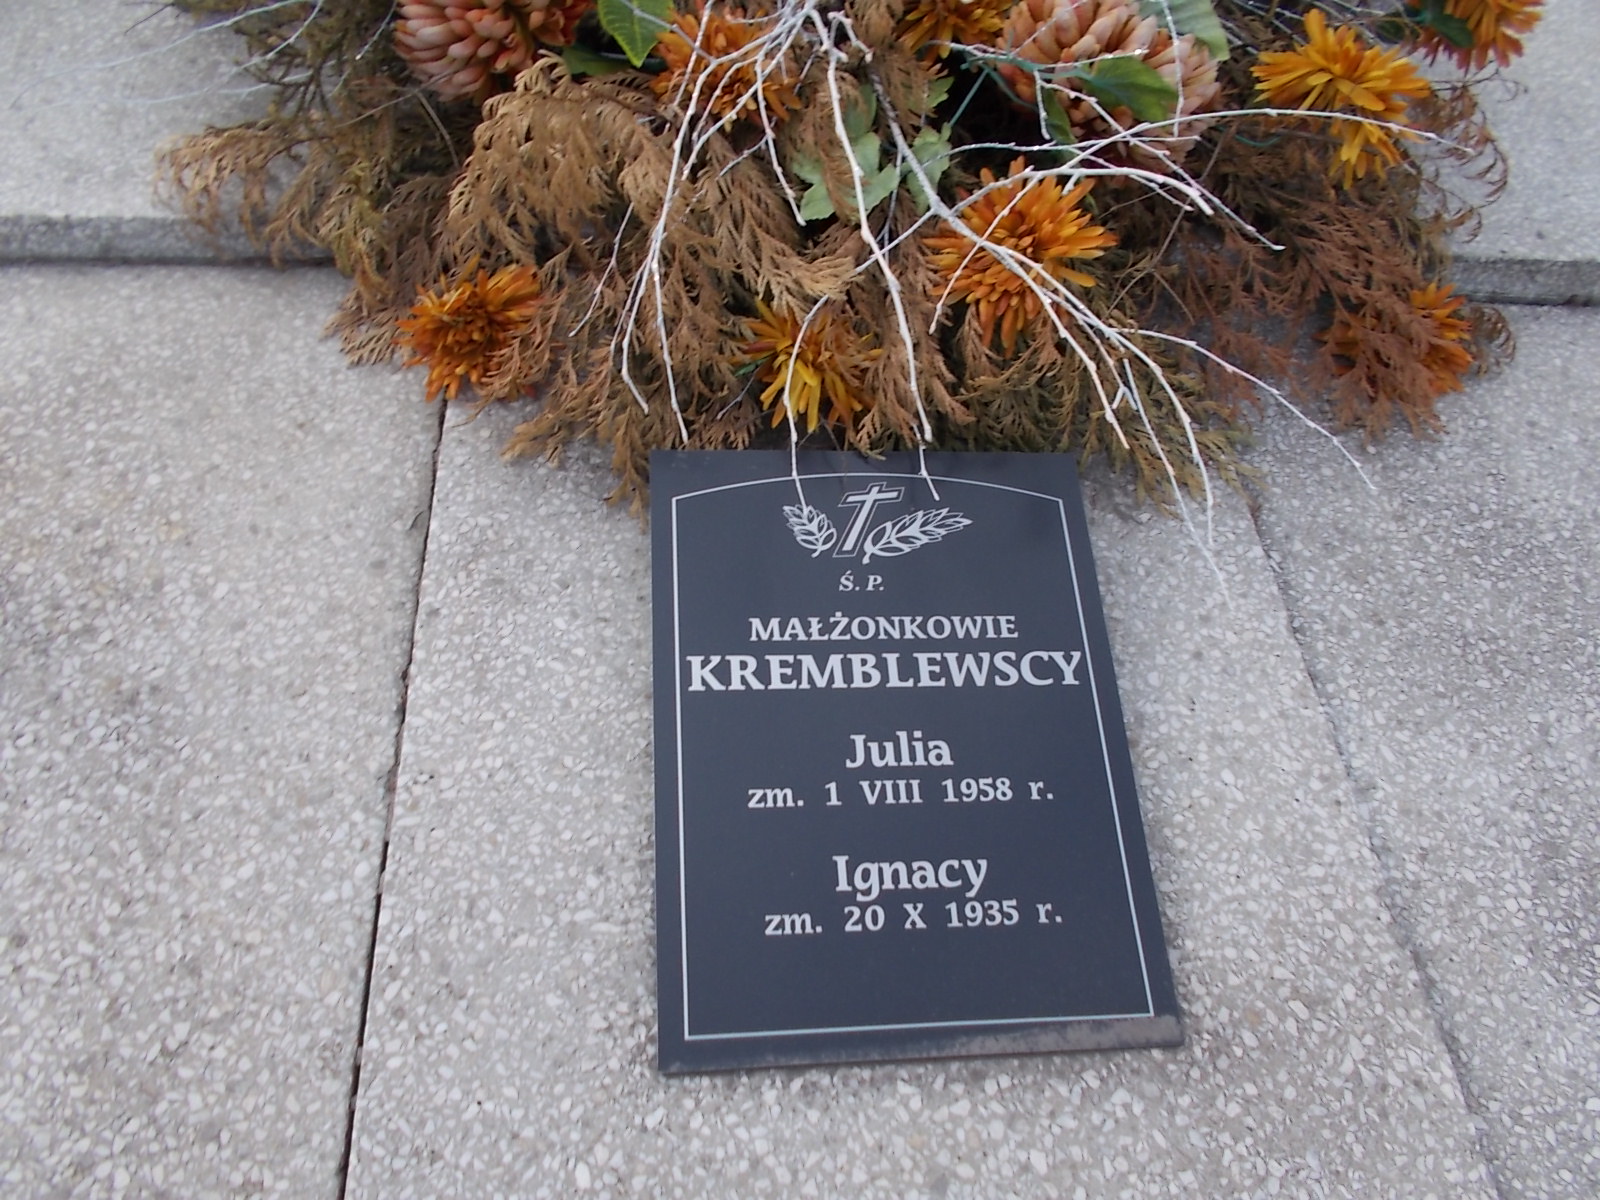 Ś. P.
MAŁŻONKOWIE
KREMBLEWSCY
Julia
zm. 1 VIII 1958 r.
Ignacy
zm. 20 X 1935 r.